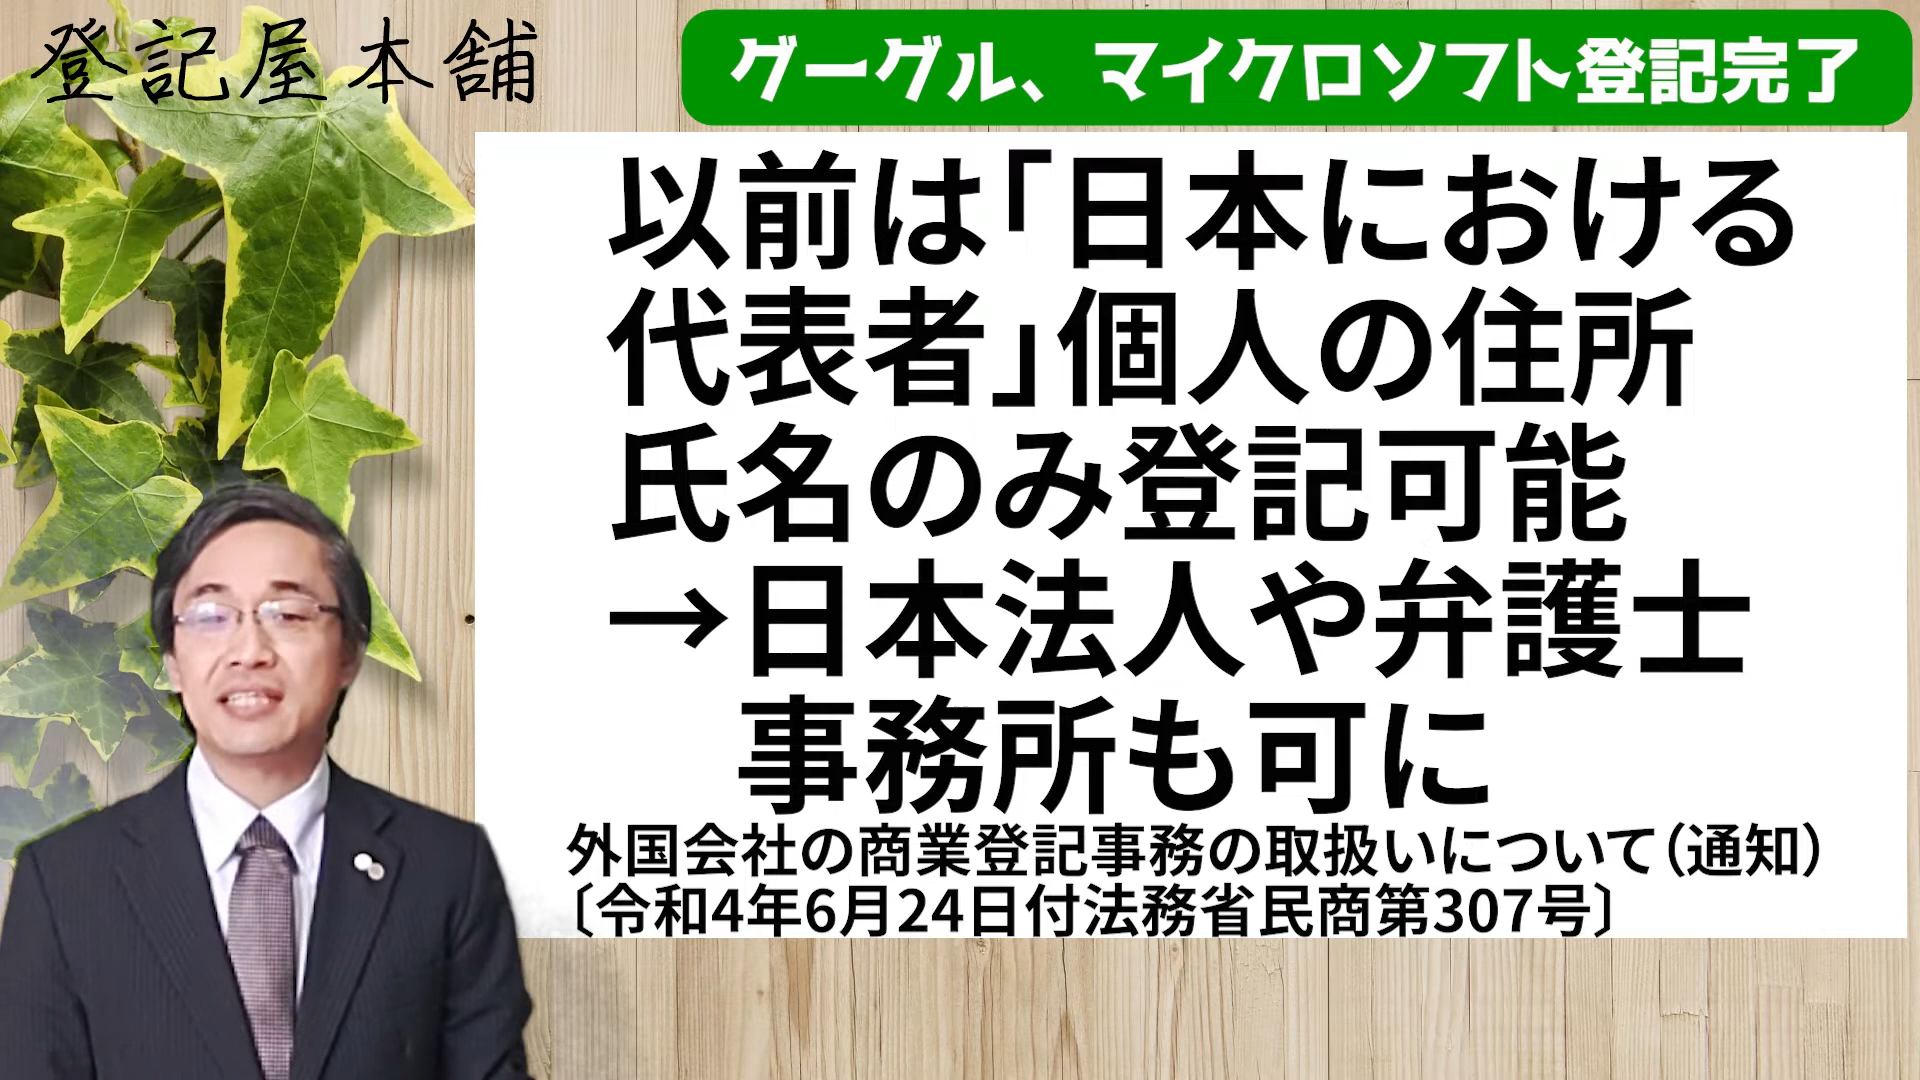 登記屋本舗
グーグル、マイクロソフト登記完了
以前は「日本における
代表者」個人の住所
氏名のみ登記可能
→日本法人や弁護士
事務所も可に
外国会社の商業登記事務の取扱いについて(通知)
〔令和4年6月24日付法務省民商第307号〕